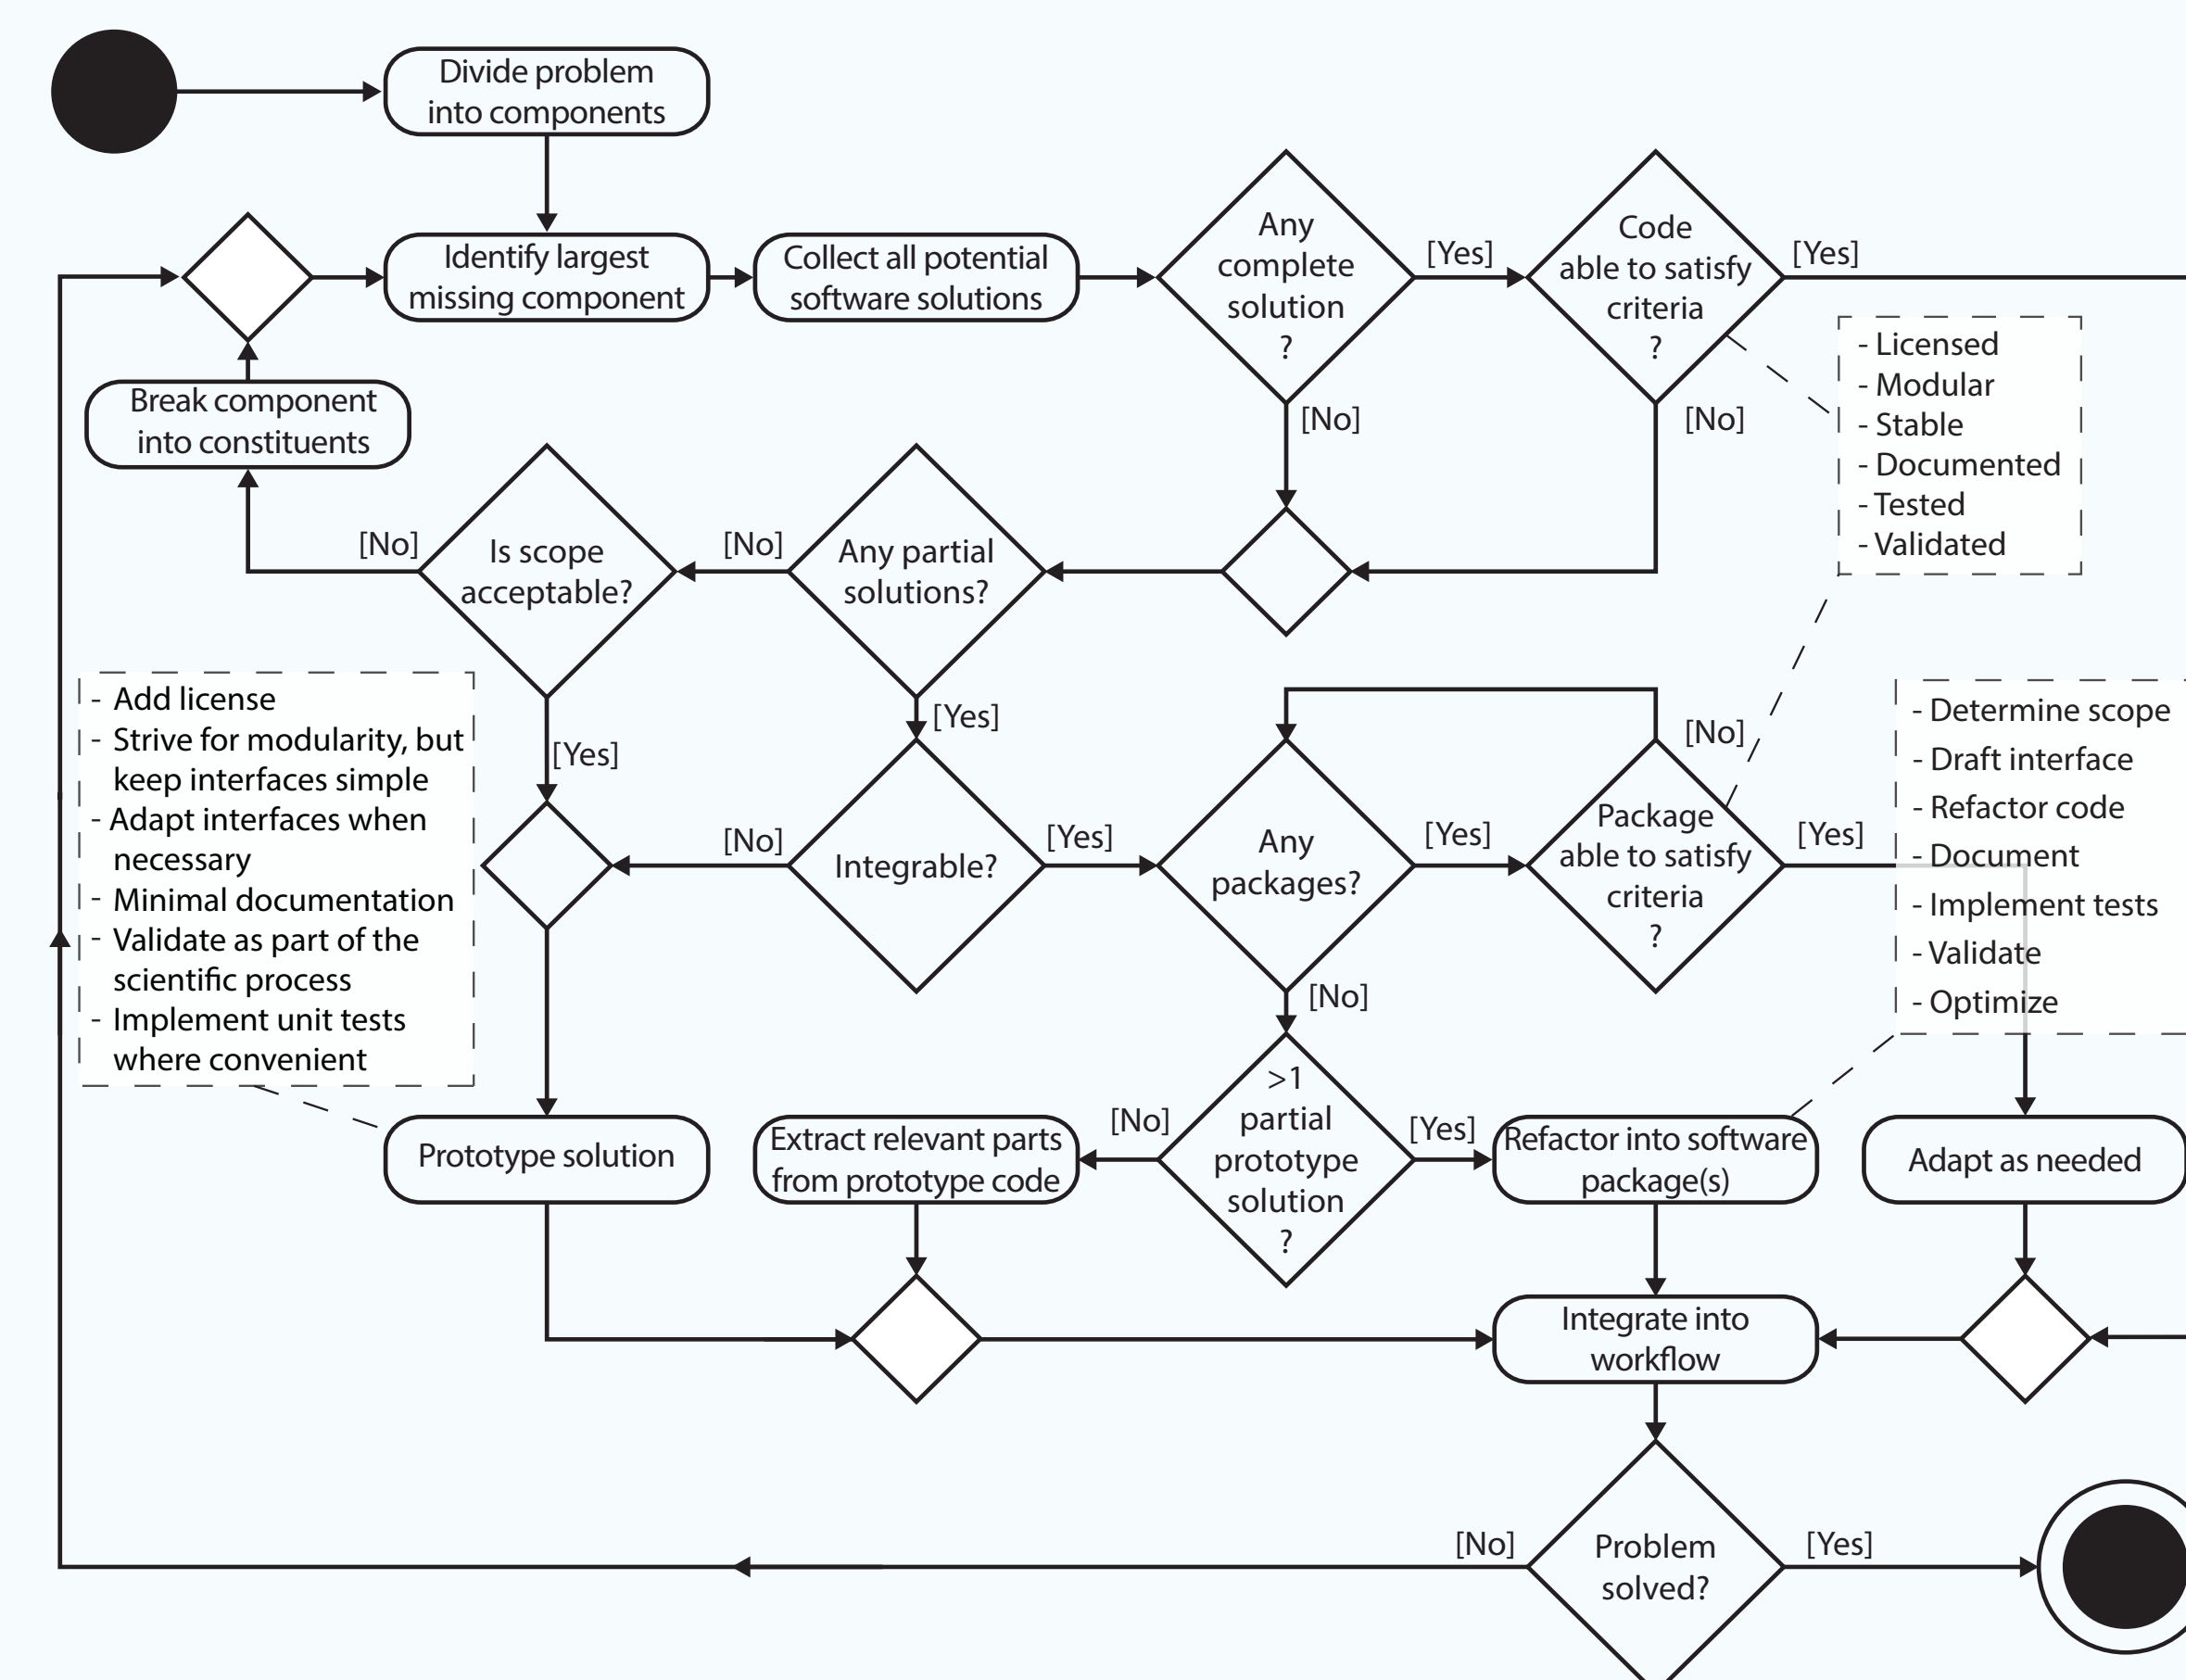 Divide problem
into components
Identify largest
missing component
Collect all potential
software solutions
Any
complete
solution
?
[Yes]
Code
able to satisfy
criteria
?
[Yes]
- Licensed
- Modular
- Stable
- Documented
- Tested
- Validated
[No]
[No]
Break component
into constituents
[No]
Is scope
acceptable?
[No]
Any partial
solutions?
- Add license
- Strive for modularity, but
keep interfaces simple
- Adapt interfaces when
necessary
- Minimal documentation
- Validate as part of the
scientific process
- Implement unit tests
where convenient
[Yes]
[Yes]
[No]
Integrable?
[Yes]
Any
packages?
[Yes]
[No]
Package
able to satisfy
criteria
?
[Yes]
- Determine scope
- Draft interface
- Refactor code
- Document
- Implement tests
- Validate
- Optimize
[No]
Prototype solution
Extract relevant parts
from prototype code
[No]
>1
partial
prototype
solution
?
[Yes]
Refactor into software
package(s)
Adapt as needed
Integrate into
workflow
[No]
Problem
solved?
[Yes]